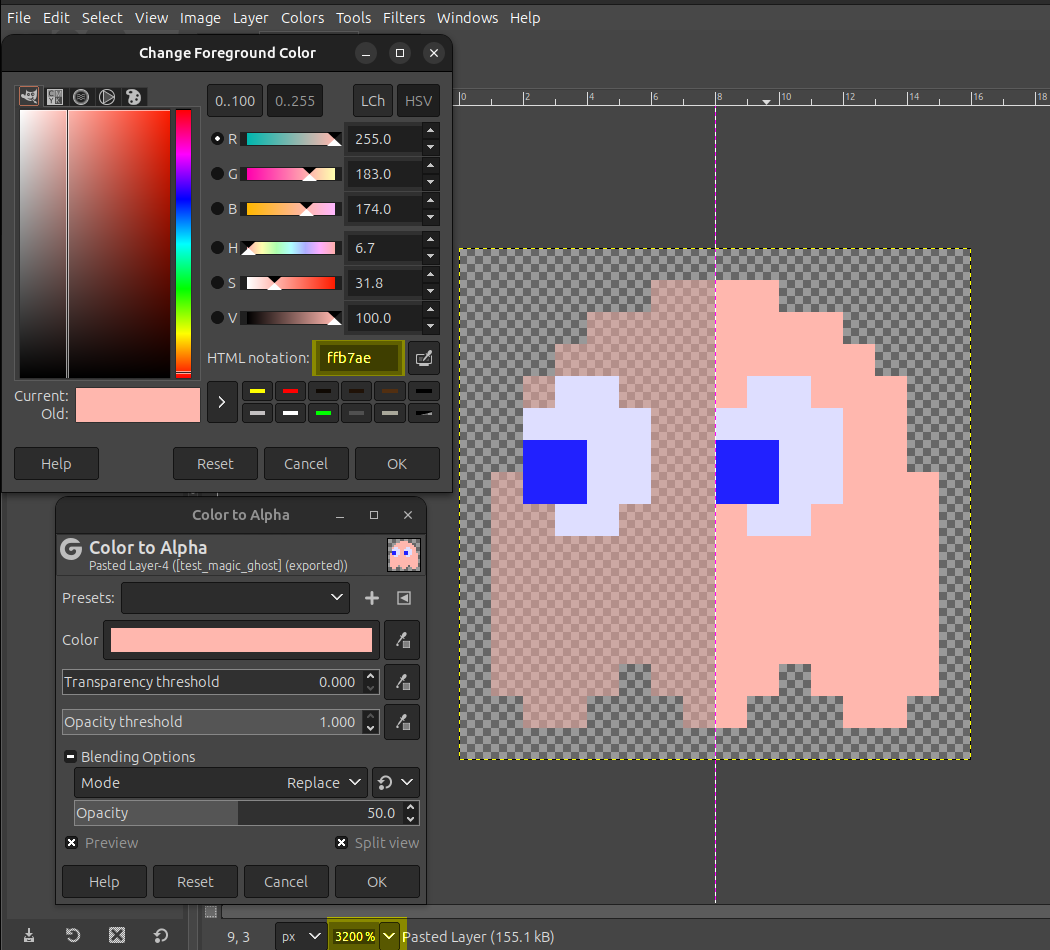 File Edit Select View Image Layer Colors Tools Filters Windows Help
Change Foreground Color
0..100 0..255 LCh HSV
R 255.0
G 183.0
B 174.0
H 6.7
S 31.8
V 100.0
HTML notation: ffb7ae
Current:
Old:
Help Reset Cancel OK
0 2 4 6 8 10 12 14 16 18
Color to Alpha
G Color to Alpha
Pasted Layer-4 ([test_magic_ghost] (exported))
Presets:
Color
Transparency threshold 0.000
Opacity threshold 1.000
Blending Options
Mode Replace
Opacity 50.0
Preview Split view
Help Reset Cancel OK
9, 3 px 3200 % Pasted Layer (155.1 kB)